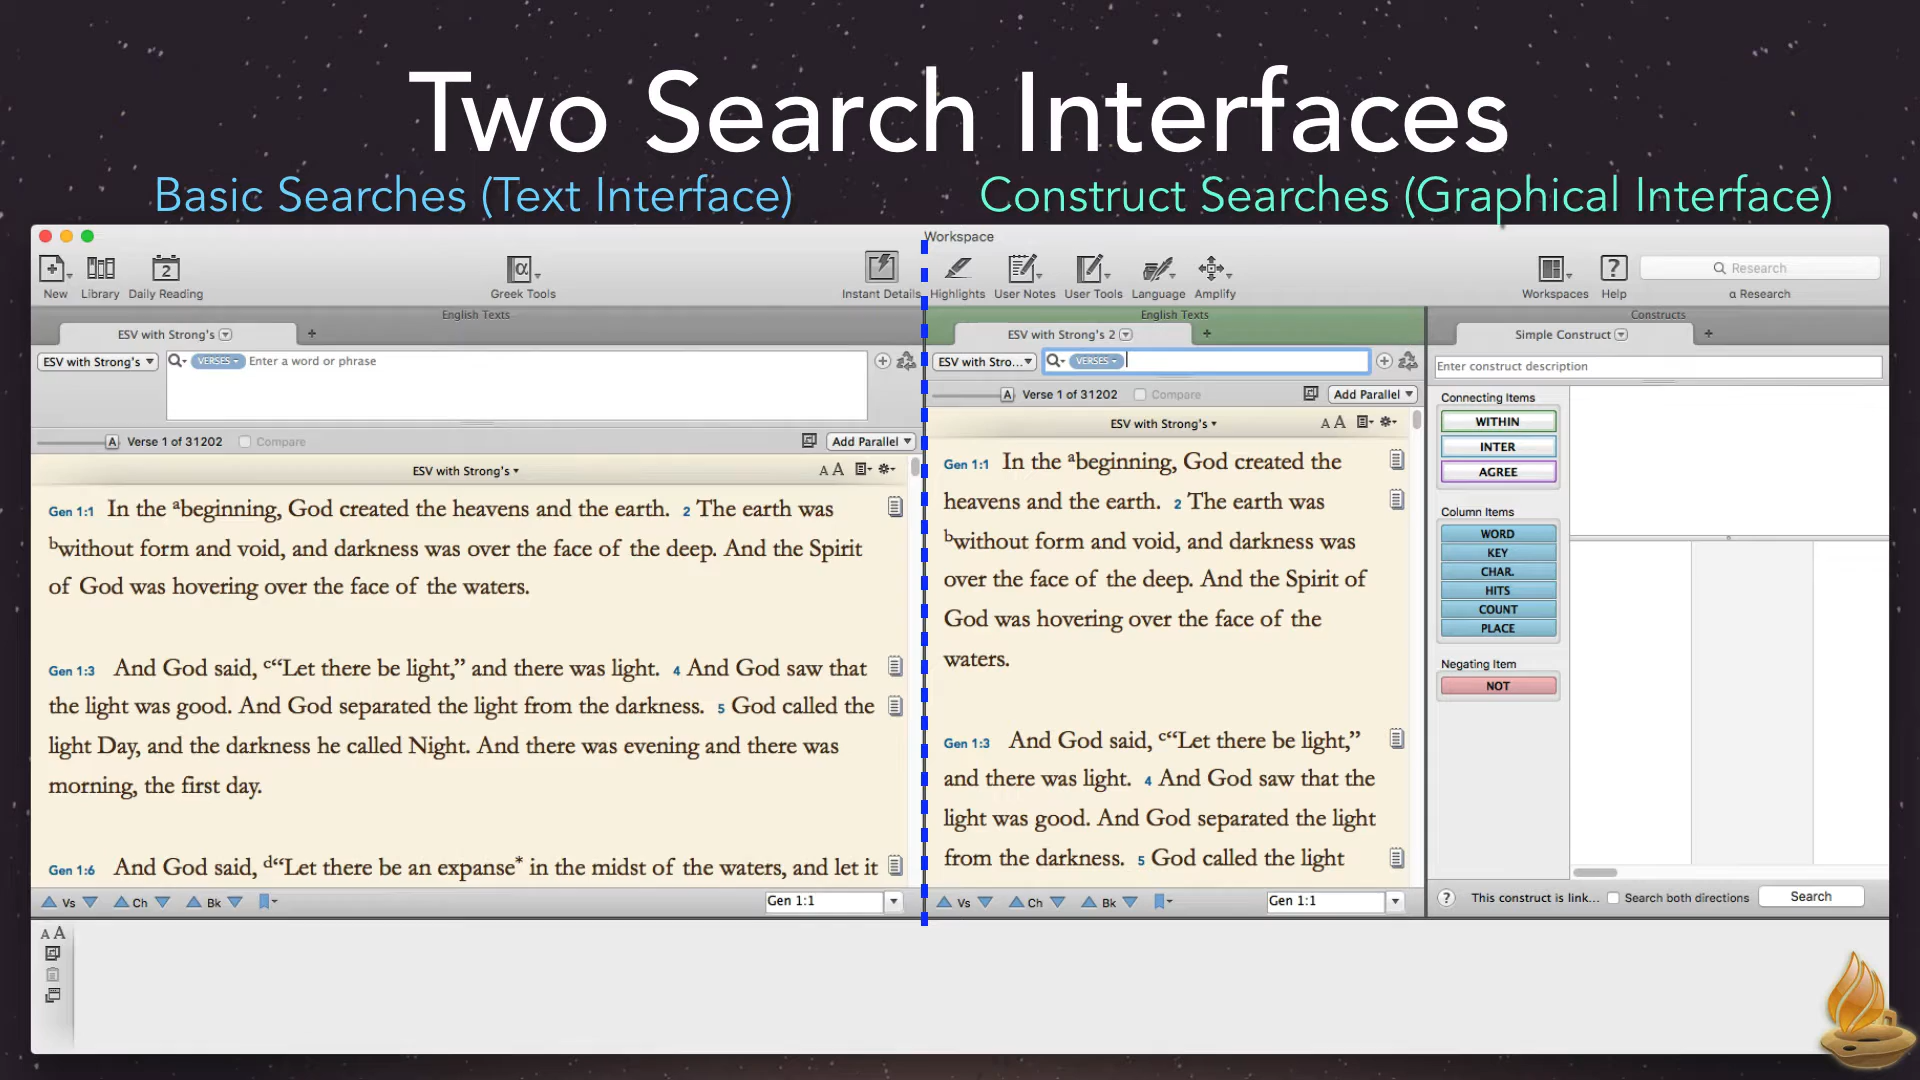 Two Search Interfaces
Basic Searches (Text Interface)
Construct Searches (Graphical Interface)
Workspace
New
Library
2
Daily Reading
α
Greek Tools
Instant Details
Highlights
User Notes
User Tools
Language
Amplify
Workspaces
?
Help
Research
α Research
English Texts
ESV with Strong's
+
ESV with Strong's
VERSES
Enter a word or phrase
A
Verse 1 of 31202
Compare
Add Parallel
ESV with Strong's
A A
Gen 1:1 In the ᵃbeginning, God created the heavens and the earth. 2 The earth was
ᵇwithout form and void, and darkness was over the face of the deep. And the Spirit
of God was hovering over the face of the waters.
Gen 1:3 And God said, ᶜ“Let there be light,” and there was light. 4 And God saw that
the light was good. And God separated the light from the darkness. 5 God called the
light Day, and the darkness he called Night. And there was evening and there was
morning, the first day.
Gen 1:6 And God said, ᵈ“Let there be an expanse* in the midst of the waters, and let it
Vs
Ch
Bk
Gen 1:1
English Texts
ESV with Strong's 2
+
ESV with Stro...
VERSES
A
Verse 1 of 31202
Compare
Add Parallel
ESV with Strong's
A A
Gen 1:1 In the ᵃbeginning, God created the
heavens and the earth. 2 The earth was
ᵇwithout form and void, and darkness was
over the face of the deep. And the Spirit of
God was hovering over the face of the
waters.
Gen 1:3 And God said, ᶜ“Let there be light,”
and there was light. 4 And God saw that the
light was good. And God separated the light
from the darkness. 5 God called the light
Vs
Ch
Bk
Gen 1:1
Constructs
Simple Construct
+
Enter construct description
Connecting Items
WITHIN
INTER
AGREE
Column Items
WORD
KEY
CHAR.
HITS
COUNT
PLACE
Negating Item
NOT
?
This construct is link...
Search both directions
Search
A A